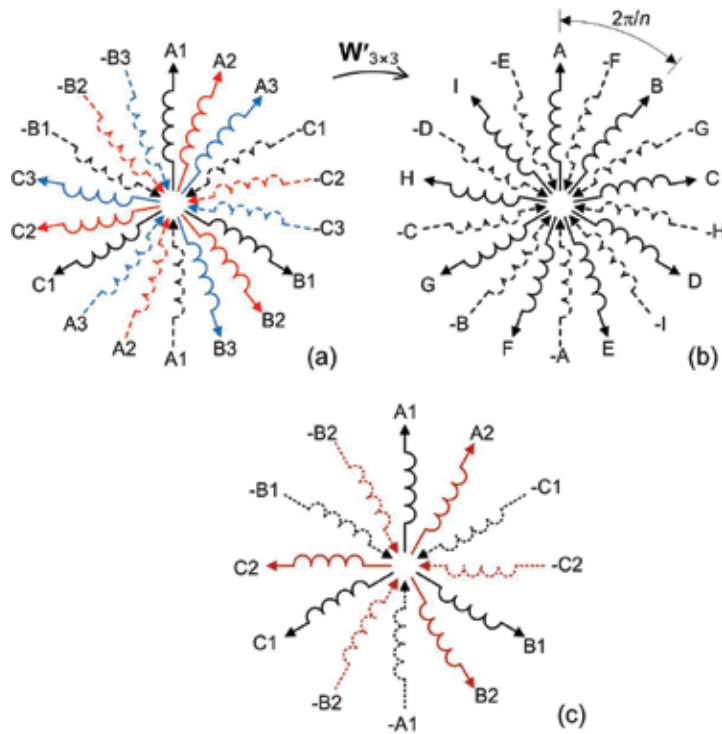 A1
A2
A3
-C1
-C2
-C3
B1
B2
B3
A1
A2
A3
C1
C2
C3
-B1
-B2
-B3
(a)
W'3×3
2π/n
A
-F
B
-G
C
-H
D
-I
E
-A
F
-B
G
-C
H
-D
I
-E
(b)
A1
A2
-C1
-C2
B1
B2
-A1
-B2
C1
C2
-B1
-B2
(c)